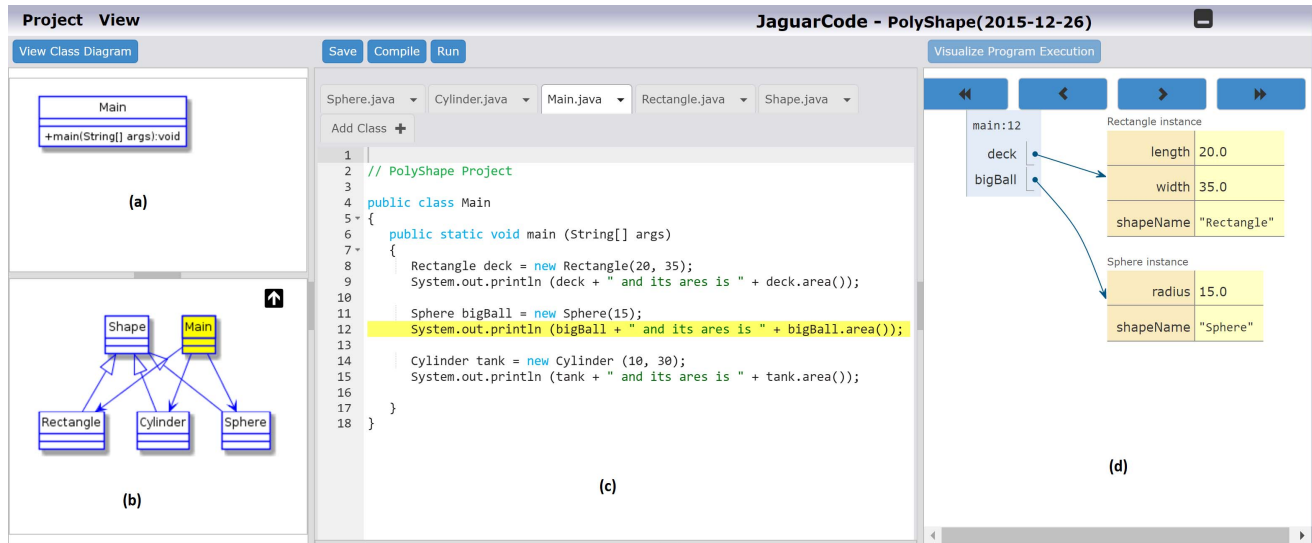 Project View
JaguarCode - PolyShape(2015-12-26)
View Class Diagram
Save Compile Run
Visualize Program Execution
Main
+main(String[] args):void
(a)
Shape Main
Rectangle Cylinder Sphere
(b)
Sphere.java Cylinder.java Main.java Rectangle.java Shape.java
Add Class
1
2 // PolyShape Project
3
4 public class Main
5 {
6 public static void main (String[] args)
7 {
8 Rectangle deck = new Rectangle(20, 35);
9 System.out.println (deck + " and its ares is " + deck.area());
10
11 Sphere bigBall = new Sphere(15);
12 System.out.println (bigBall + " and its ares is " + bigBall.area());
13
14 Cylinder tank = new Cylinder (10, 30);
15 System.out.println (tank + " and its ares is " + tank.area());
16
17 }
18 }
(c)
main:12
deck
bigBall
Rectangle instance
length 20.0
width 35.0
shapeName "Rectangle"
Sphere instance
radius 15.0
shapeName "Sphere"
(d)